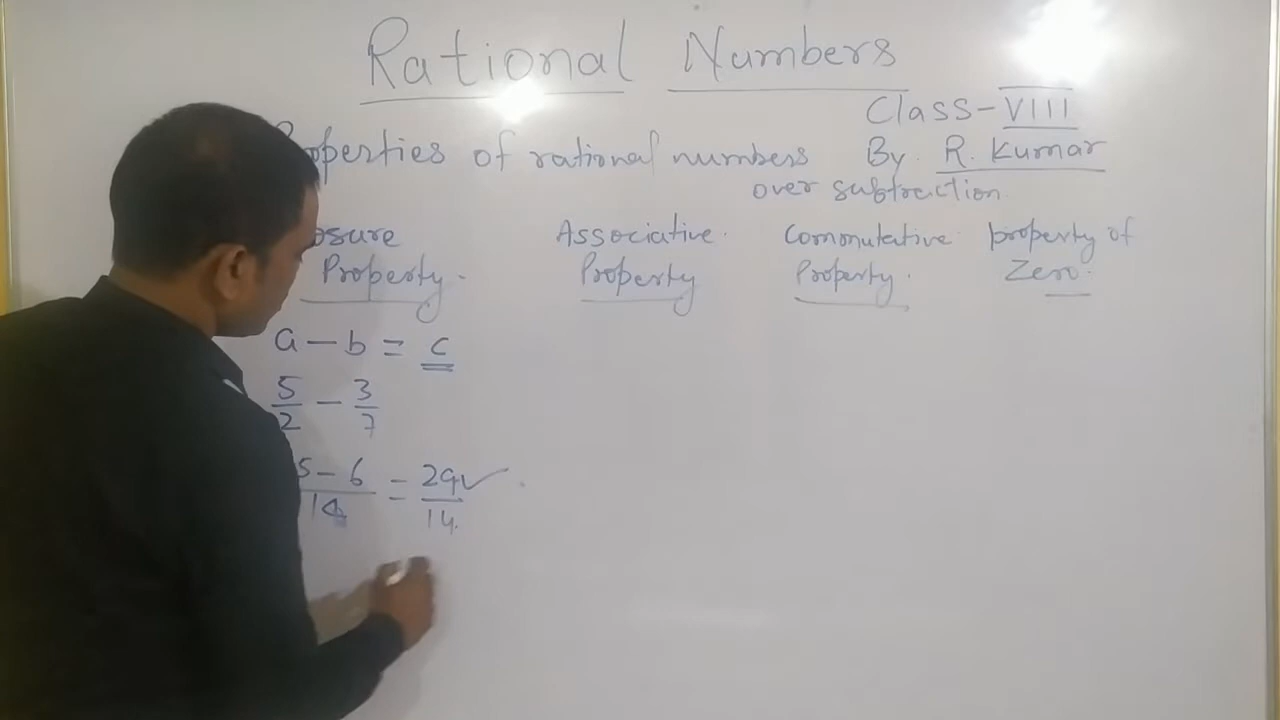 Rational Numbers
Class-VIII
Properties of rational numbers By. R. Kumar
over subtraction.
osure Property.
Associative Property
Commutative Property.
property of Zero.
a - b = c
5/2 - 3/7
5-6/14 = 29/14 ✓